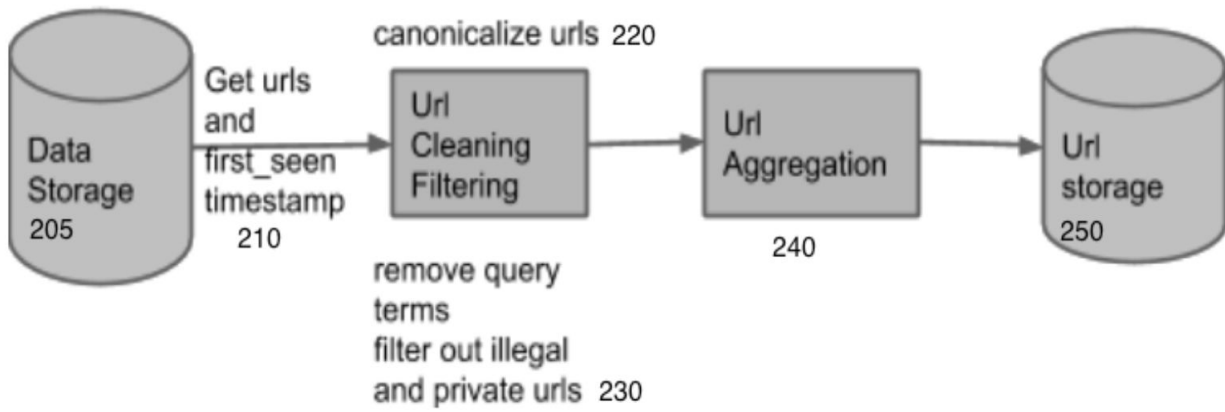 Data
Storage
205
Get urls
and
first_seen
timestamp
210
canonicalize urls 220
Url
Cleaning
Filtering
remove query
terms
filter out illegal
and private urls 230
Url
Aggregation
240
Url
storage
250